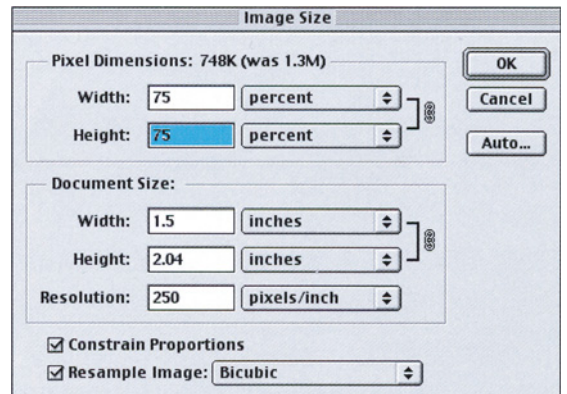 Image Size
Pixel Dimensions: 748K (was 1.3M)
OK
Width: 75 percent
Cancel
Height: 75 percent
Auto...
Document Size:
Width: 1.5 inches
Height: 2.04 inches
Resolution: 250 pixels/inch
Constrain Proportions
Resample Image: Bicubic